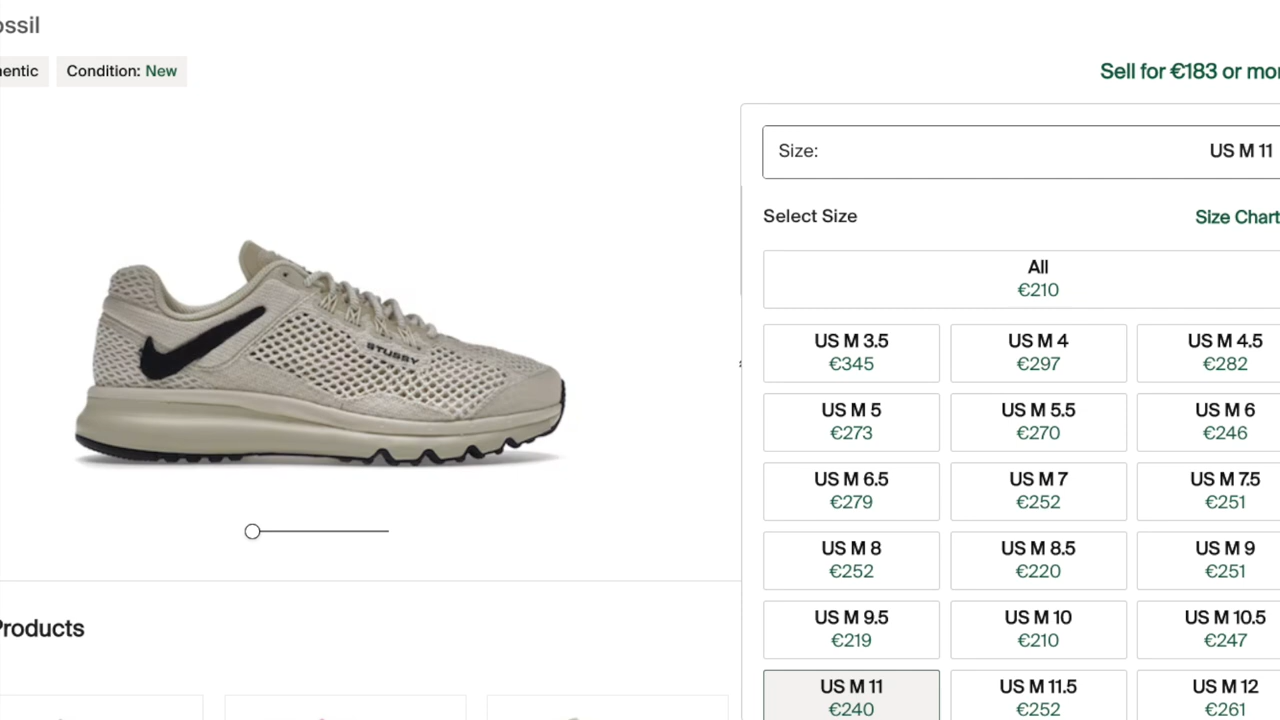 ossil
entic
Condition: New
Sell for €183 or mor
Size:
US M 11
Select Size
Size Chart
All
€210
US M 3.5
€345
US M 4
€297
US M 4.5
€282
US M 5
€273
US M 5.5
€270
US M 6
€246
US M 6.5
€279
US M 7
€252
US M 7.5
€251
US M 8
€252
US M 8.5
€220
US M 9
€251
US M 9.5
€219
US M 10
€210
US M 10.5
€247
US M 11
€240
US M 11.5
€252
US M 12
€261
STUSSY
Products